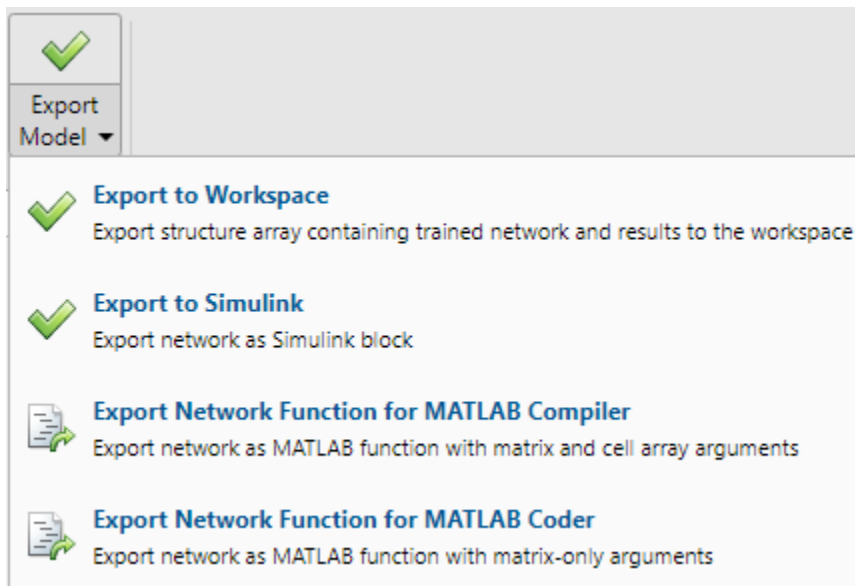 Export
Model
Export to Workspace
Export structure array containing trained network and results to the workspace
Export to Simulink
Export network as Simulink block
Export Network Function for MATLAB Compiler
Export network as MATLAB function with matrix and cell array arguments
Export Network Function for MATLAB Coder
Export network as MATLAB function with matrix-only arguments